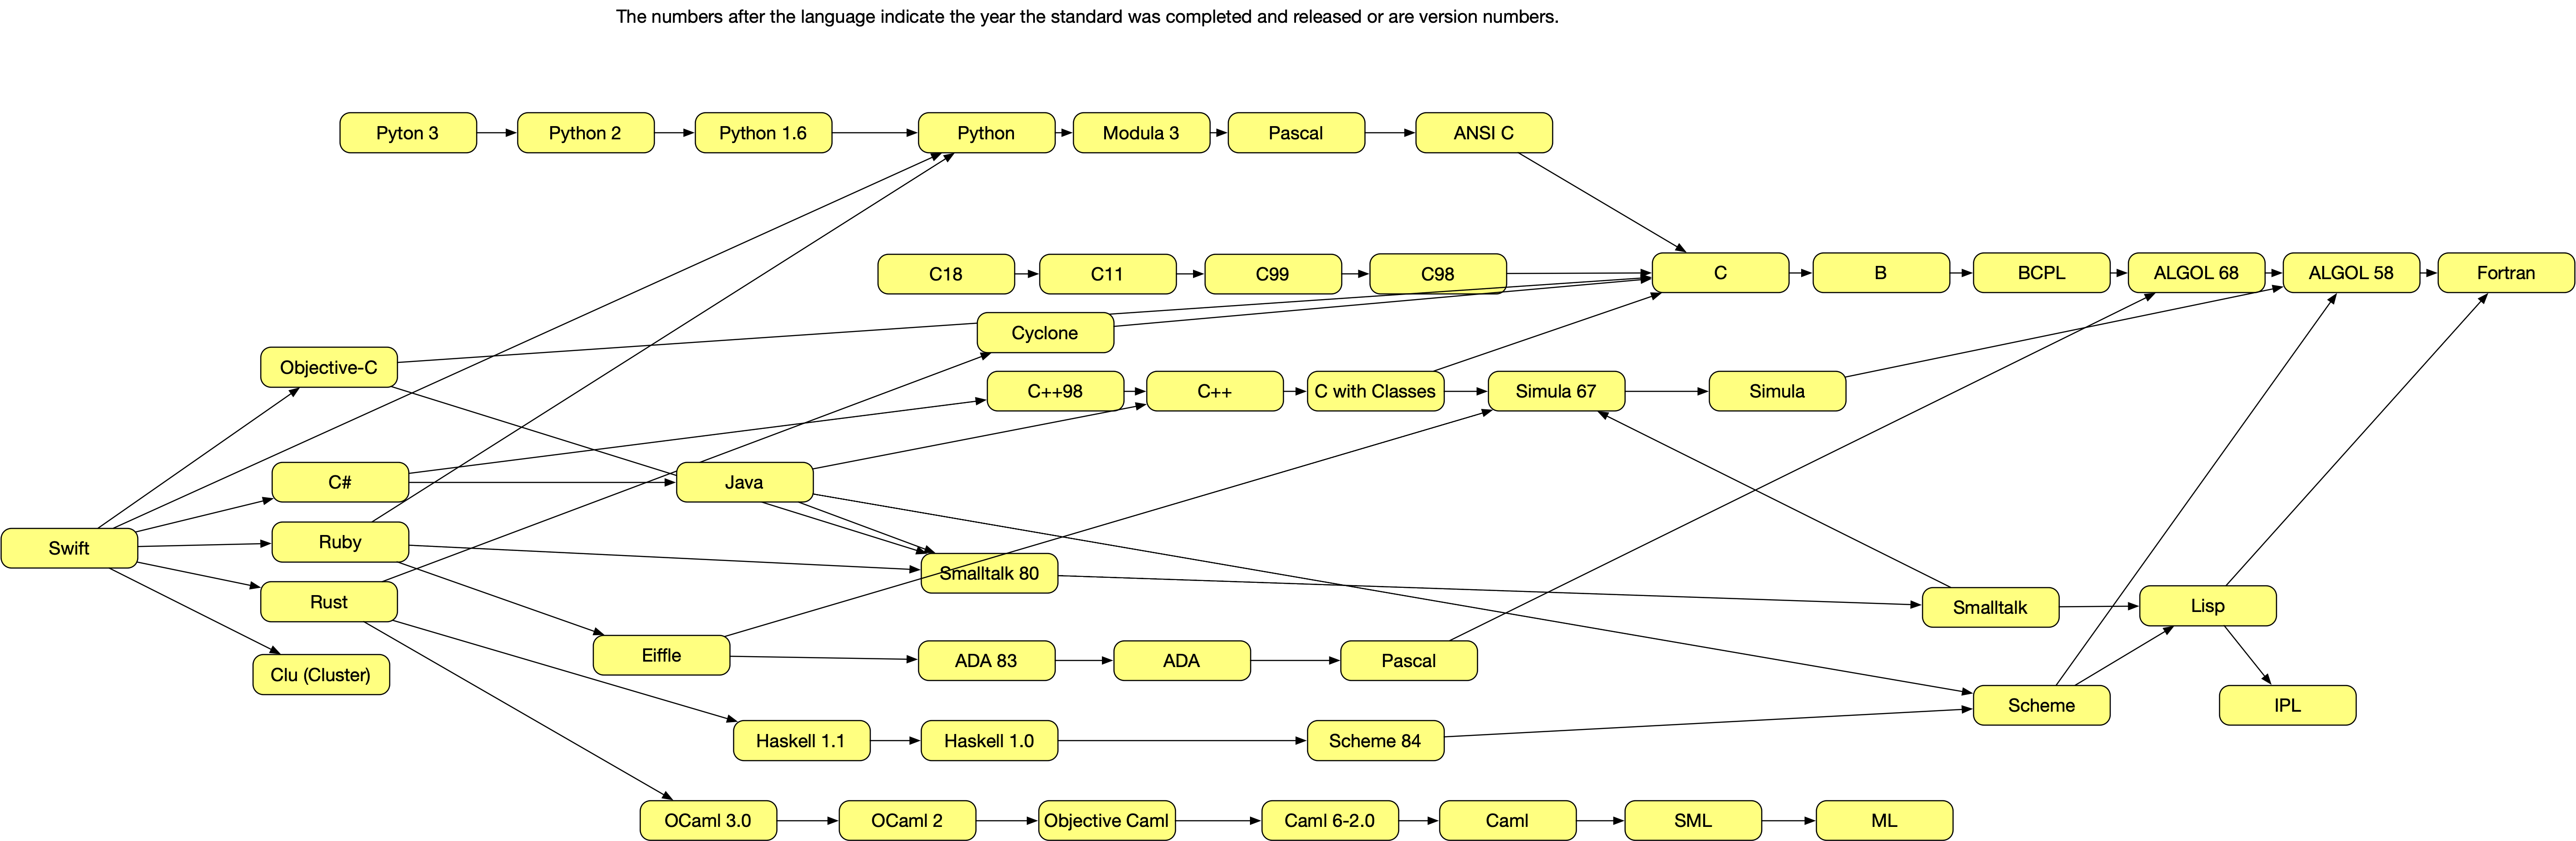 The numbers after the language indicate the year the standard was completed and released or are version numbers.
Pyton 3
Python 2
Python 1.6
Python
Modula 3
Pascal
ANSI C
C18
C11
C99
C98
C
B
BCPL
ALGOL 68
ALGOL 58
Fortran
Cyclone
Objective-C
C++98
C++
C with Classes
Simula 67
Simula
C#
Java
Swift
Ruby
Smalltalk 80
Rust
Smalltalk
Lisp
Eiffle
ADA 83
ADA
Pascal
Clu (Cluster)
Scheme
IPL
Haskell 1.1
Haskell 1.0
Scheme 84
OCaml 3.0
OCaml 2
Objective Caml
Caml 6-2.0
Caml
SML
ML